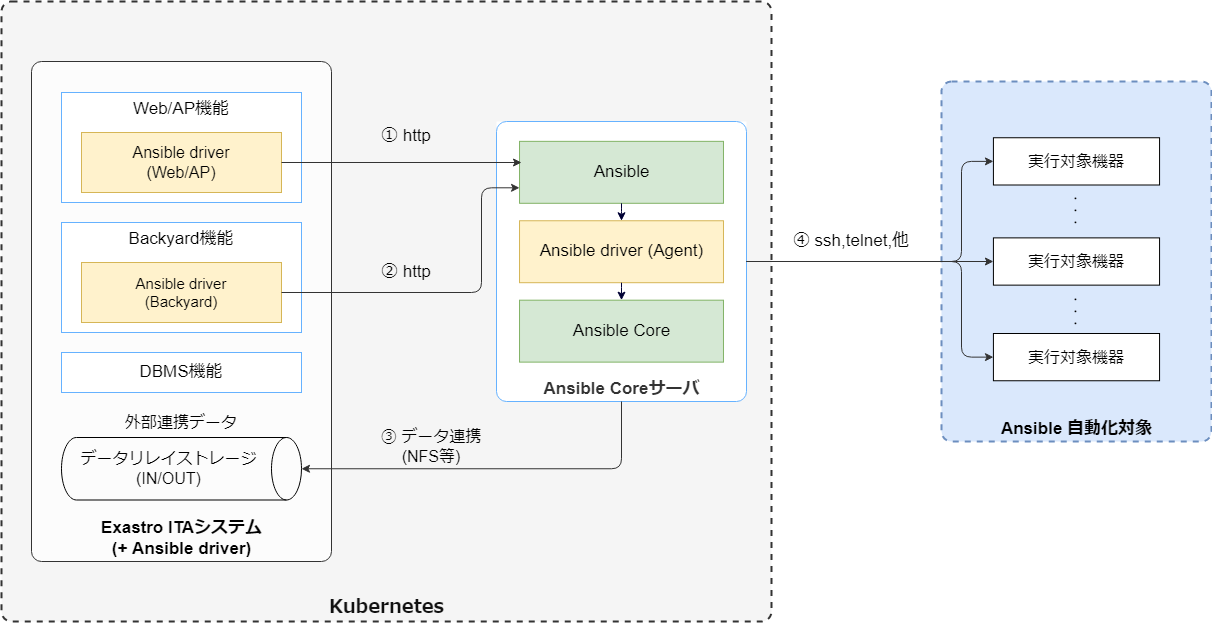 Web/AP機能
Ansible driver
(Web/AP)
Backyard機能
Ansible driver
(Backyard)
DBMS機能
外部連携データ
データリレイストレージ
(IN/OUT)
Exastro ITAシステム
(+ Ansible driver)
① http
② http
③ データ連携
(NFS等)
Ansible
Ansible driver (Agent)
Ansible Core
Ansible Coreサーバ
Kubernetes
④ ssh,telnet,他
実行対象機器
実行対象機器
実行対象機器
Ansible 自動化対象